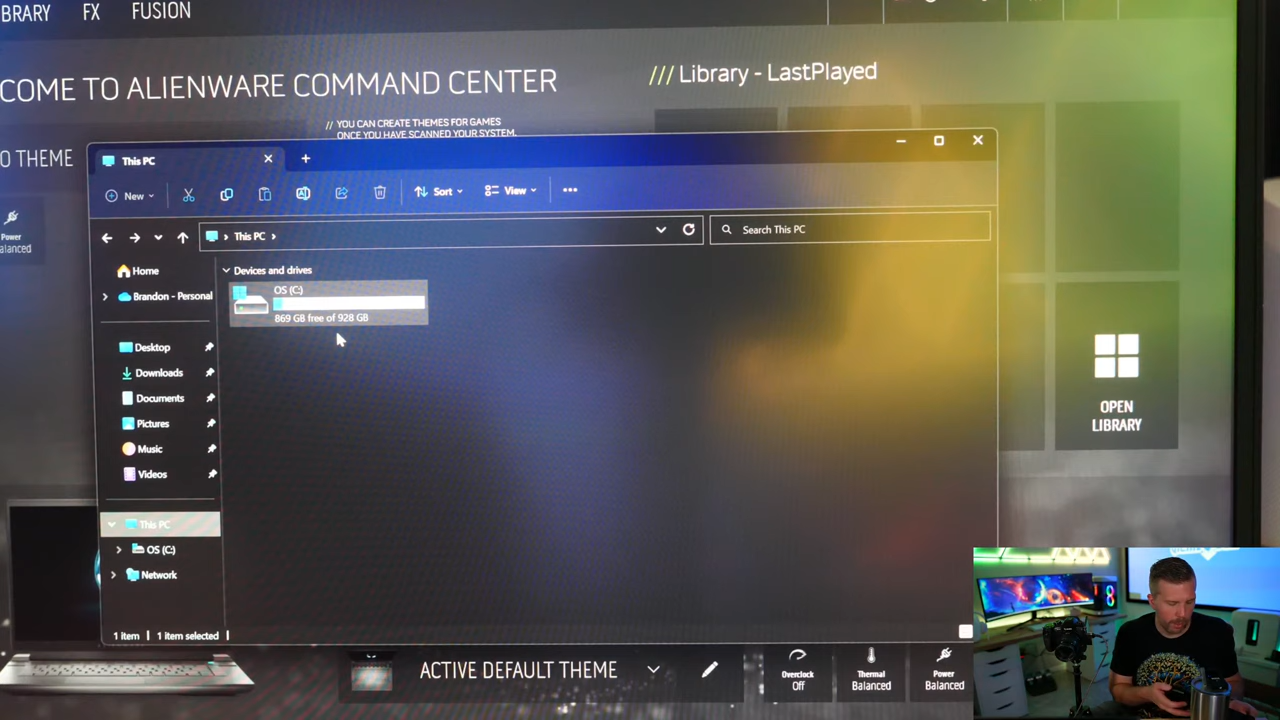 BRARY FX FUSION
COME TO ALIENWARE COMMAND CENTER
/// Library - LastPlayed
// YOU CAN CREATE THEMES FOR GAMES
ONCE YOU HAVE SCANNED YOUR SYSTEM.
O THEME
Power
alanced
This PC
New
Sort
View
This PC
Search This PC
Home
Brandon - Personal
Desktop
Downloads
Documents
Pictures
Music
Videos
This PC
OS (C:)
Network
Devices and drives
OS (C:)
869 GB free of 928 GB
1 item | 1 item selected |
OPEN
LIBRARY
ACTIVE DEFAULT THEME
Overclock
Off
Thermal
Balanced
Power
Balanced